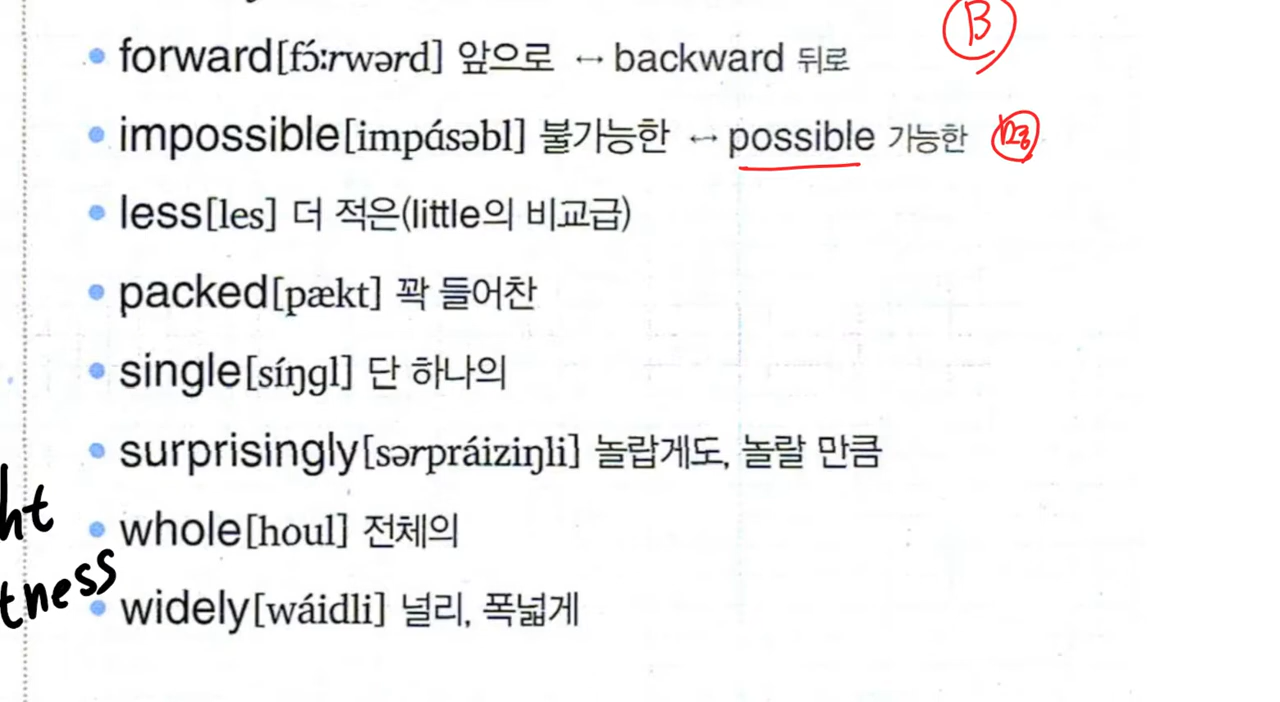 B
forward[fɔ́ːrwərd] 앞으로 ↔ backward 뒤로
impossible[impásəbl] 불가능한 ↔ possible 가능한
less[les] 더 적은(little의 비교급)
packed[pækt] 꽉 들어찬
single[síŋgl] 단 하나의
surprisingly[sərpráiziŋli] 놀랍게도, 놀랄 만큼
ht
whole[houl] 전체의
tness
widely[wáidli] 널리, 폭넓게